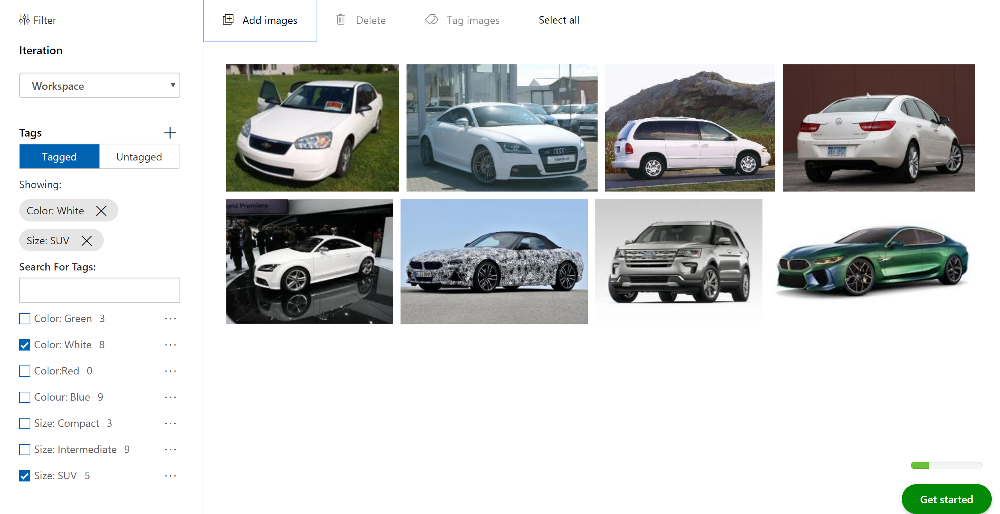 Filter
Add images
Delete
Tag images
Select all
Iteration
Workspace
Tags
Tagged
Untagged
Showing:
Color: White
Size: SUV
Search For Tags:
Color: Green 3
Color: White 8
Color:Red 0
Colour: Blue 9
Size: Compact 3
Size: Intermediate 9
Size: SUV 5
Approved
World Premiere
Get started